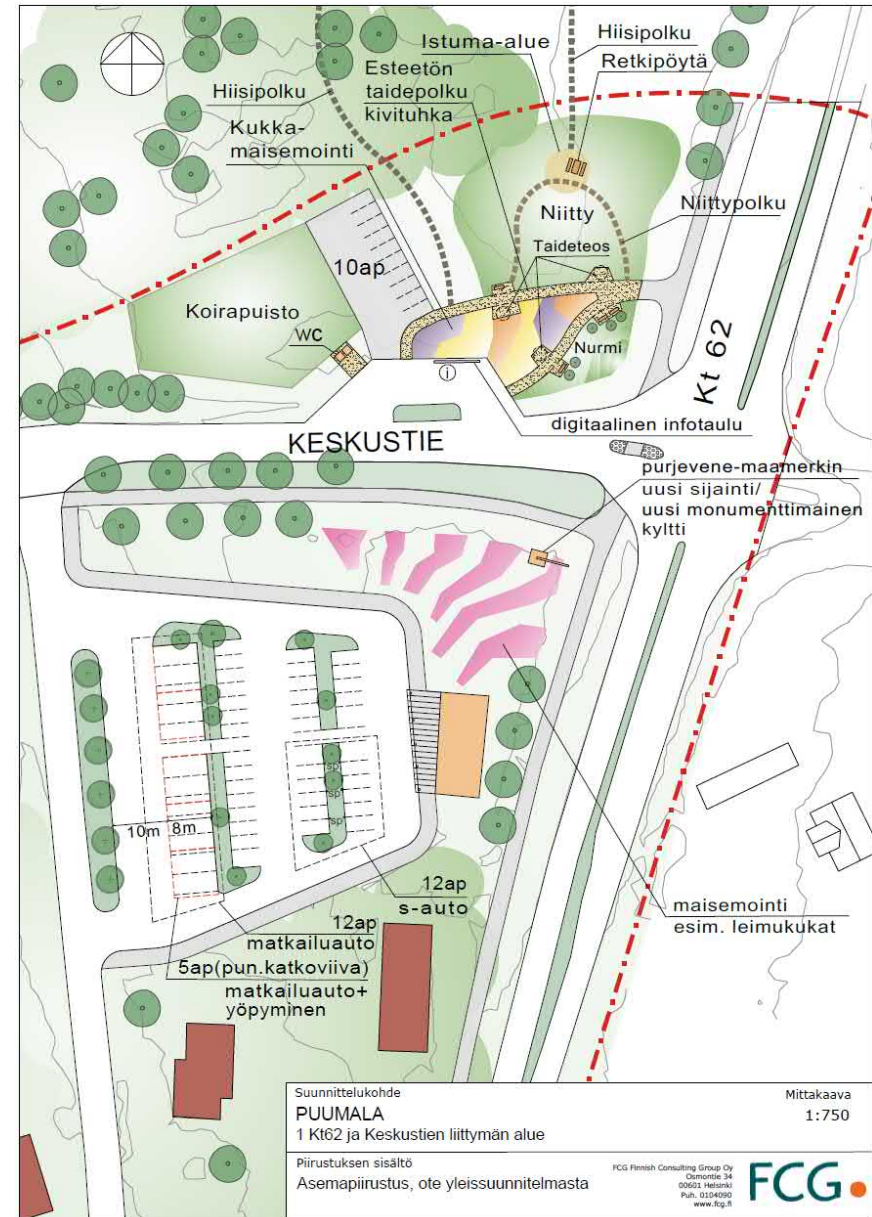 Hiisipolku
Kukka-
maisemointi
Istuma-alue
Esteetön
taidepolku
kivituhka
Hiisipolku
Retkipöytä
Niitty
Niittypolku
Taideteos
10ap
Koirapuisto
WC
Nurmi
i
Kt 62
digitaalinen infotaulu
KESKUSTIE
purjevene-maamerkin
uusi sijainti/
uusi monumenttimainen
kyltti
sp
sp
sp
10m 8m
12ap
s-auto
12ap
matkailuauto
5ap(pun.katkoviiva)
matkailuauto+
yöpyminen
maisemointi
esim. leimukukat
Suunnittelukohde
PUUMALA
1 Kt62 ja Keskustien liittymän alue
Mittakaava
1:750
Piirustuksen sisältö
Asemapiirustus, ote yleissuunnitelmasta
FCG Finnish Consulting Group Oy
Osmontie 34
00601 Helsinki
Puh. 0104090
www.fcg.fi
FCG